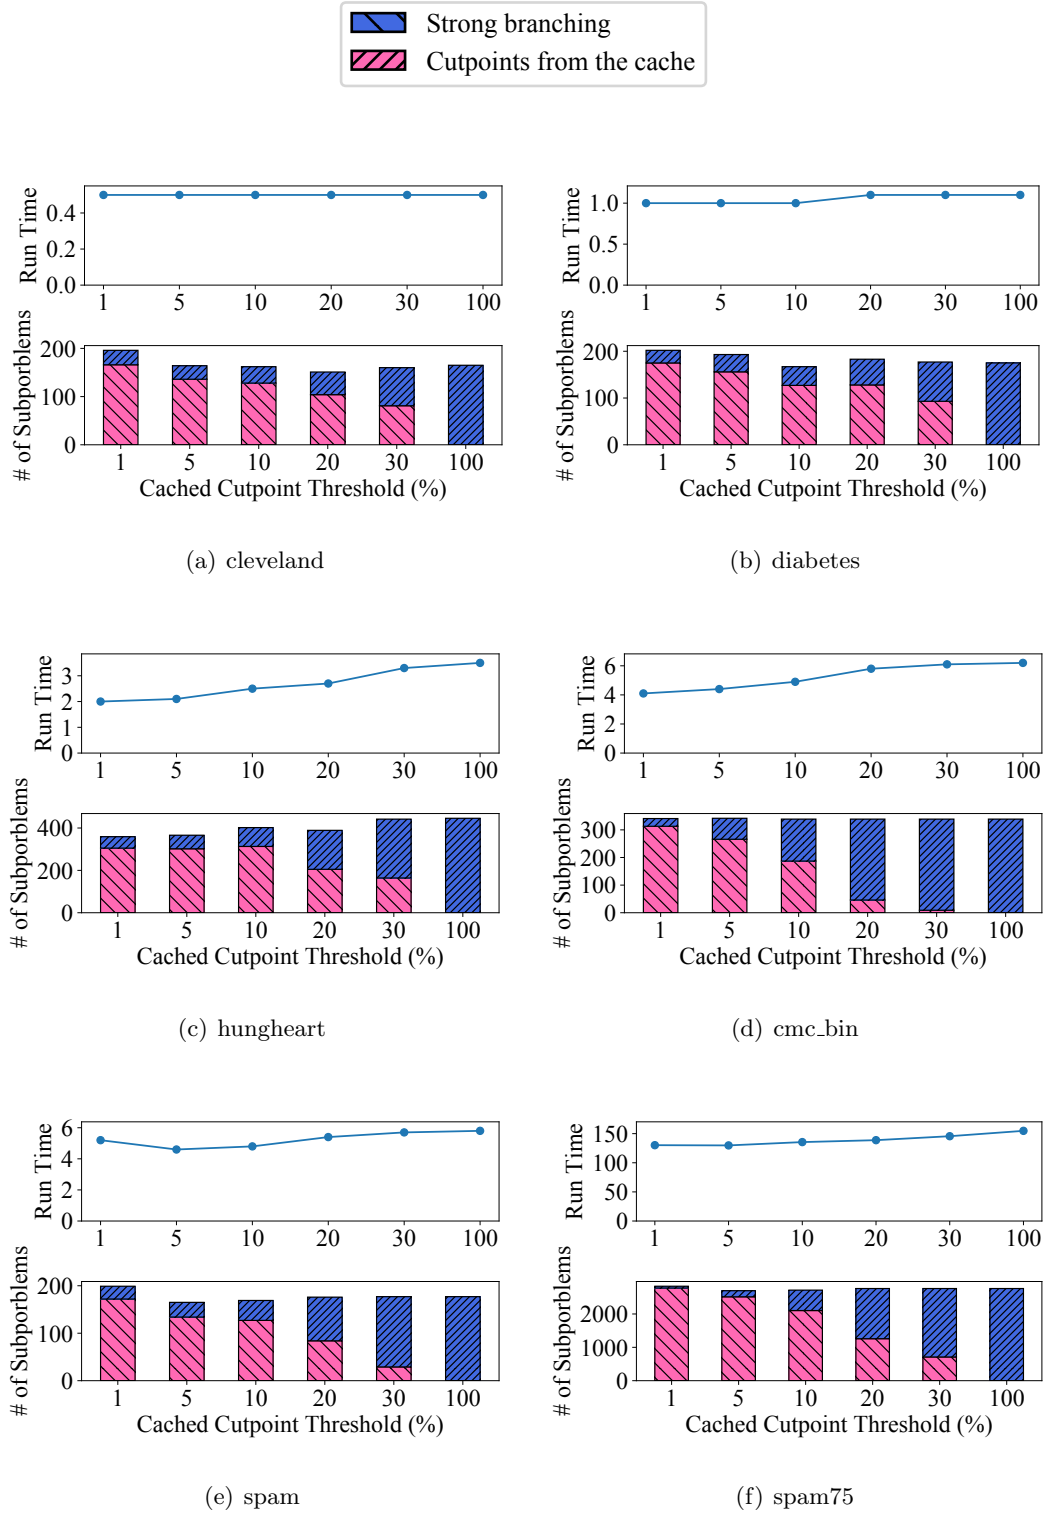 Strong branching
Cutpoints from the cache
Run Time
0.4
0.2
0.0
1 5 10 20 30 100
# of Subporblems
200
100
0
1 5 10 20 30 100
Cached Cutpoint Threshold (%)
(a) cleveland
Run Time
1.0
0.5
0.0
1 5 10 20 30 100
# of Subporblems
200
100
0
1 5 10 20 30 100
Cached Cutpoint Threshold (%)
(b) diabetes
Run Time
3
2
1
0
1 5 10 20 30 100
# of Subporblems
400
200
0
1 5 10 20 30 100
Cached Cutpoint Threshold (%)
(c) hungheart
Run Time
6
4
2
0
1 5 10 20 30 100
# of Subporblems
300
200
100
0
1 5 10 20 30 100
Cached Cutpoint Threshold (%)
(d) cmc_bin
Run Time
6
4
2
0
1 5 10 20 30 100
# of Subporblems
200
100
0
1 5 10 20 30 100
Cached Cutpoint Threshold (%)
(e) spam
Run Time
150
100
50
0
1 5 10 20 30 100
# of Subporblems
2000
1000
0
1 5 10 20 30 100
Cached Cutpoint Threshold (%)
(f) spam75